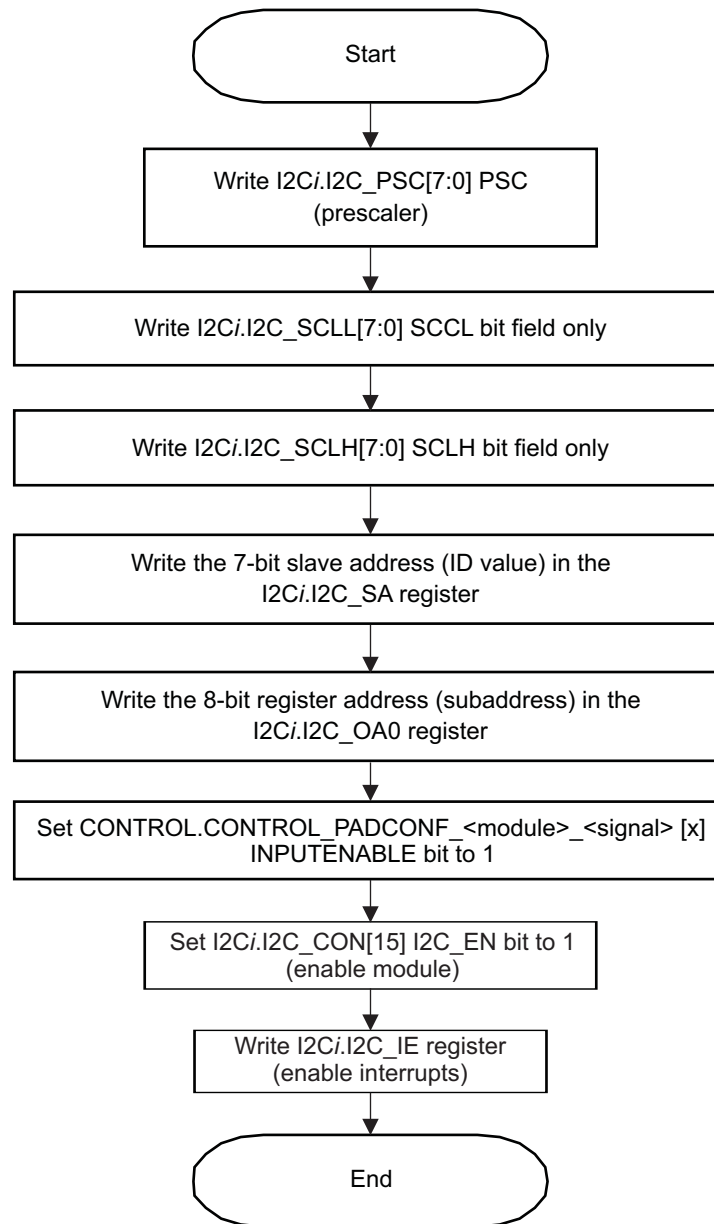 Start
Write I2Ci.I2C_PSC[7:0] PSC
(prescaler)
Write I2Ci.I2C_SCLL[7:0] SCCL bit field only
Write I2Ci.I2C_SCLH[7:0] SCLH bit field only
Write the 7-bit slave address (ID value) in the
I2Ci.I2C_SA register
Write the 8-bit register address (subaddress) in the
I2Ci.I2C_OA0 register
Set CONTROL.CONTROL_PADCONF_<module>_<signal> [x]
INPUTENABLE bit to 1
Set I2Ci.I2C_CON[15] I2C_EN bit to 1
(enable module)
Write I2Ci.I2C_IE register
(enable interrupts)
End